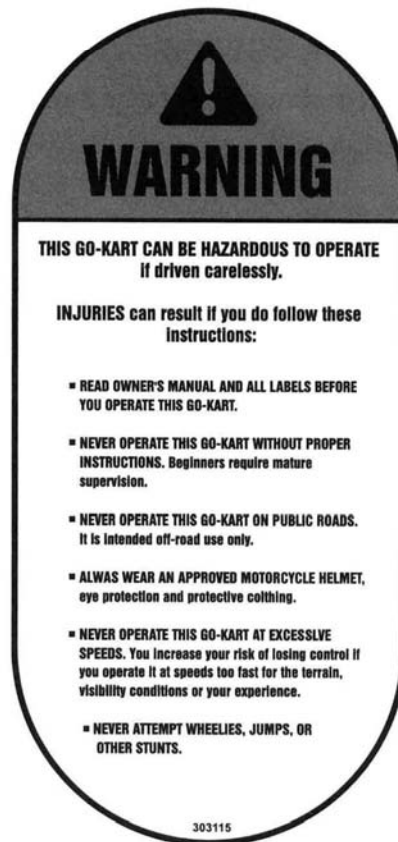 WARNING
THIS GO-KART CAN BE HAZARDOUS TO OPERATE
if driven carelessly.
INJURIES can result if you do follow these
instructions:
▪ READ OWNER'S MANUAL AND ALL LABELS BEFORE
YOU OPERATE THIS GO-KART.
▪ NEVER OPERATE THIS GO-KART WITHOUT PROPER
INSTRUCTIONS. Beginners require mature
supervision.
▪ NEVER OPERATE THIS GO-KART ON PUBLIC ROADS.
It is intended off-road use only.
▪ ALWAS WEAR AN APPROVED MOTORCYCLE HELMET,
eye protection and protective colthing.
▪ NEVER OPERATE THIS GO-KART AT EXCESSLVE
SPEEDS. You increase your risk of losing control if
you operate it at speeds too fast for the terrain,
visibility conditions or your experience.
▪ NEVER ATTEMPT WHEELIES, JUMPS, OR
OTHER STUNTS.
303115